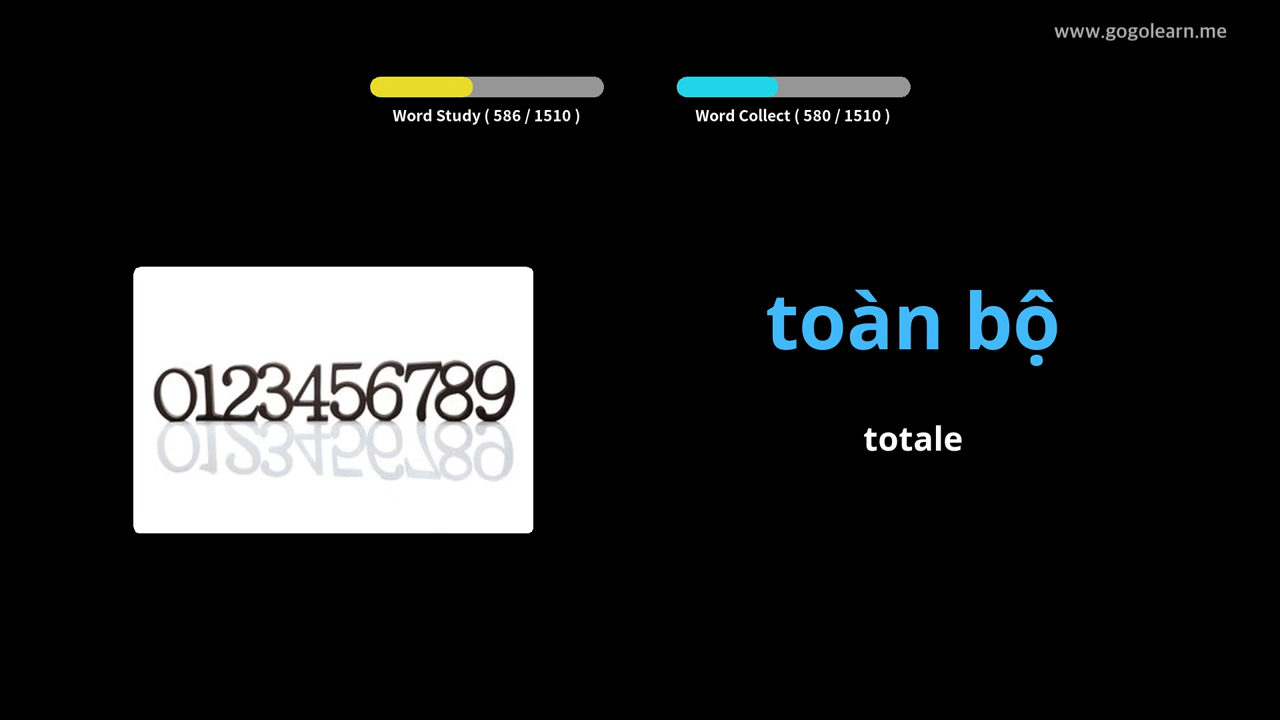 www.gogolearn.me
Word Study ( 586 / 1510 )
Word Collect ( 580 / 1510 )
0123456789
toàn bộ
totale